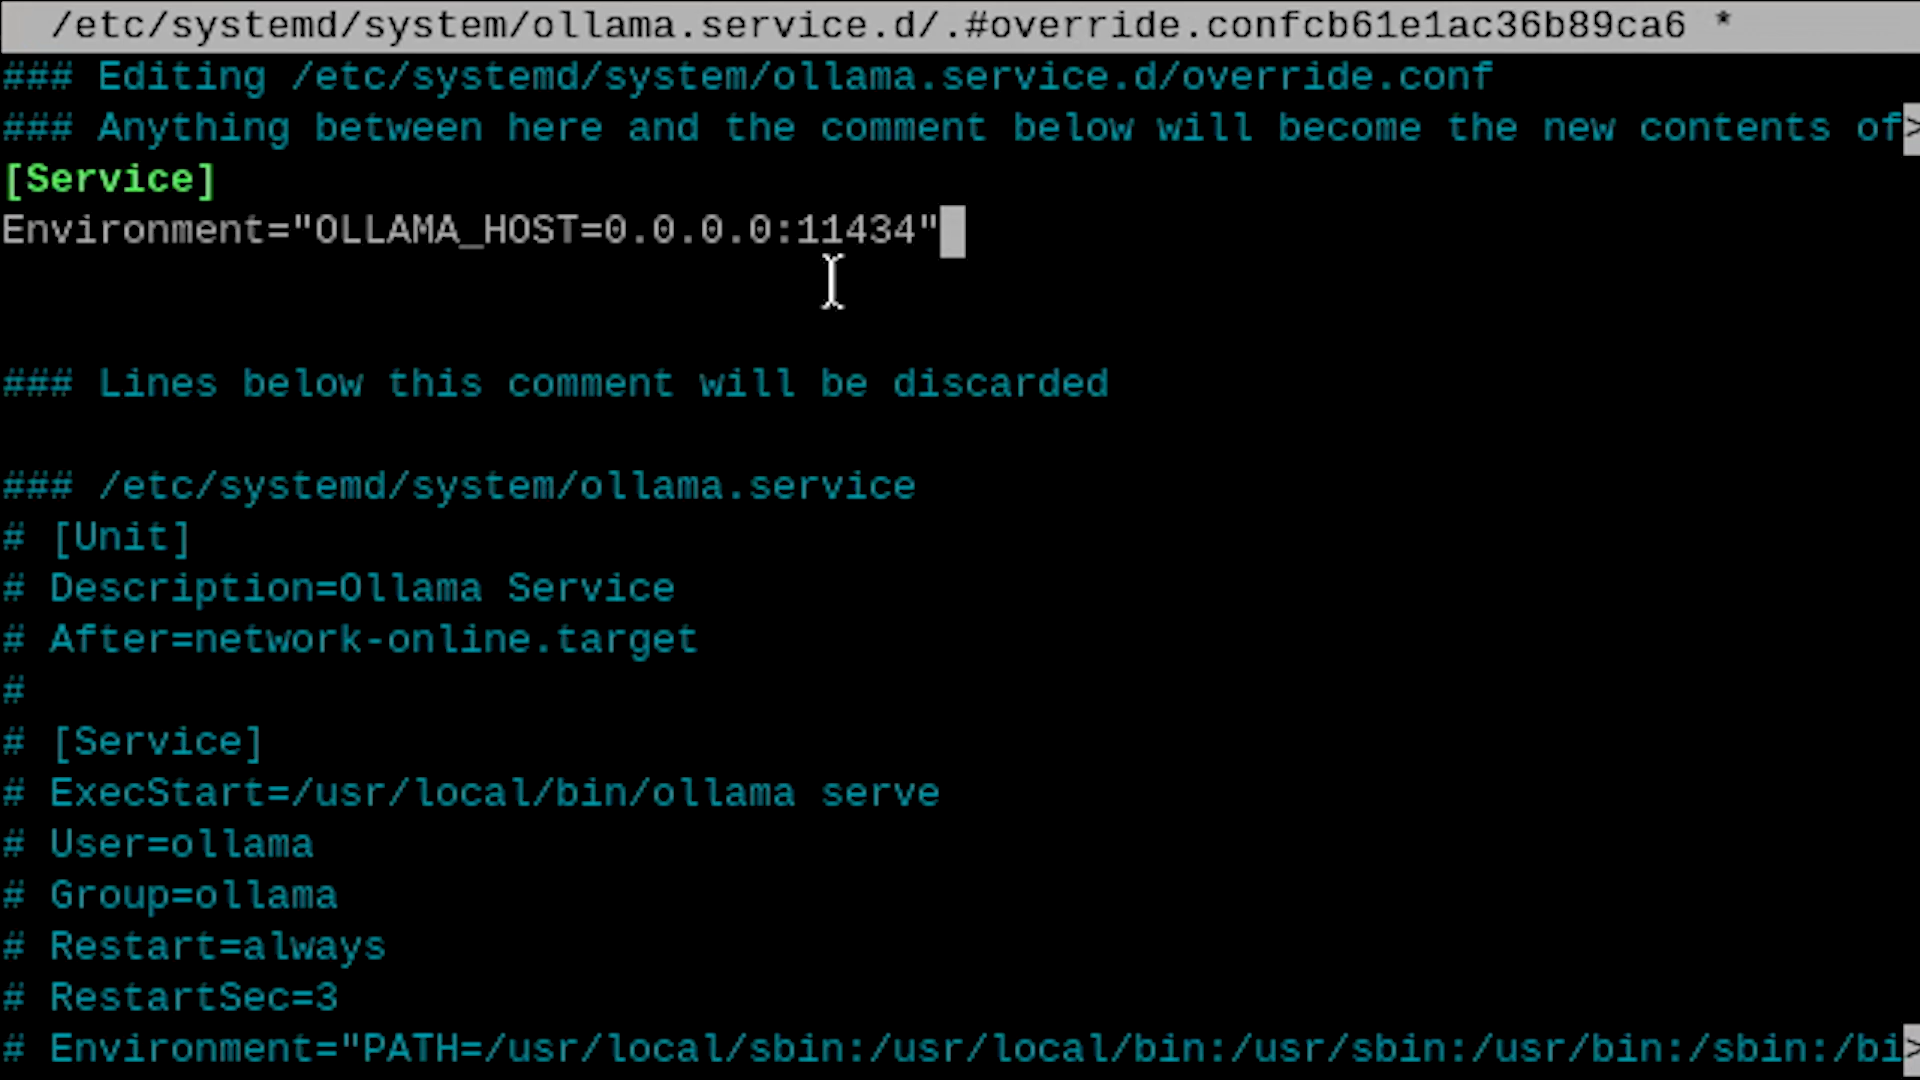 /etc/systemd/system/ollama.service.d/.#override.confcb61e1ac36b89ca6 *
### Editing /etc/systemd/system/ollama.service.d/override.conf
### Anything between here and the comment below will become the new contents of>
[Service]
Environment="OLLAMA_HOST=0.0.0.0:11434"
### Lines below this comment will be discarded
### /etc/systemd/system/ollama.service
# [Unit]
# Description=Ollama Service
# After=network-online.target
#
# [Service]
# ExecStart=/usr/local/bin/ollama serve
# User=ollama
# Group=ollama
# Restart=always
# RestartSec=3
# Environment="PATH=/usr/local/sbin:/usr/local/bin:/usr/sbin:/usr/bin:/sbin:/bi>